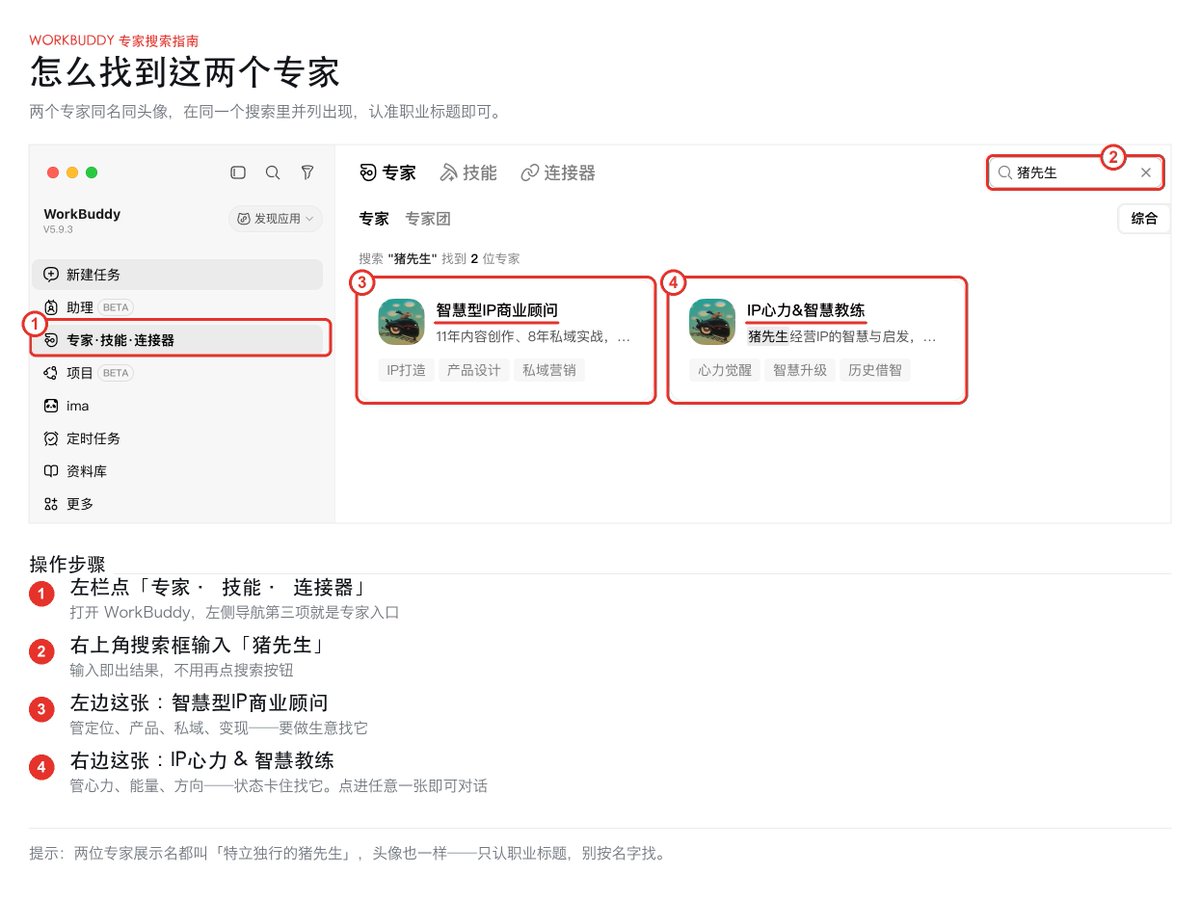 WORKBUDDY 专家搜索指南
怎么找到这两个专家
两个专家同名同头像，在同一个搜索里并列出现，认准职业标题即可。
WorkBuddy
V5.9.3
发现应用
新建任务
助理 BETA
1
专家·技能·连接器
项目 BETA
ima
定时任务
资料库
更多
专家 技能 连接器
2
猪先生
专家 专家团
综合
搜索 "猪先生" 找到 2 位专家
3
智慧型IP商业顾问
11年内容创作、8年私域实战，...
IP打造 产品设计 私域营销
4
IP心力&智慧教练
猪先生经营IP的智慧与启发，...
心力觉醒 智慧升级 历史借智
操作步骤
1 左栏点「专家 · 技能 · 连接器」
打开 WorkBuddy，左侧导航第三项就是专家入口
2 右上角搜索框输入「猪先生」
输入即出结果，不用再点搜索按钮
3 左边这张：智慧型IP商业顾问
管定位、产品、私域、变现——要做生意找它
4 右边这张：IP心力 & 智慧教练
管心力、能量、方向——状态卡住找它。点进任意一张即可对话
提示：两位专家展示名都叫「特立独行的猪先生」，头像也一样——只认职业标题，别按名字找。